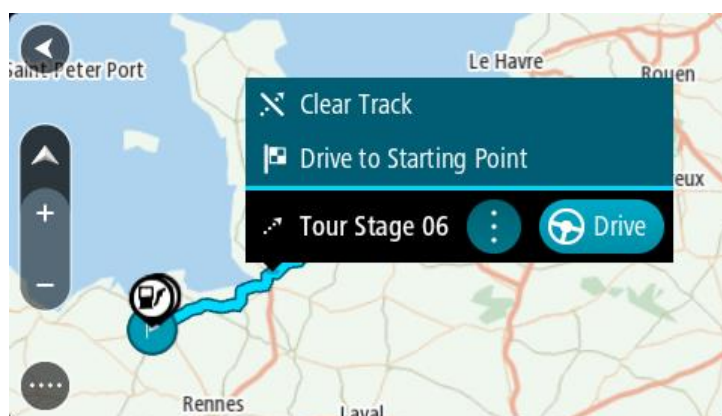 Saint Peter Port
Le Havre
Rouen
Clear Track
Drive to Starting Point
eux
Tour Stage 06
Drive
+
−
Rennes
Laval